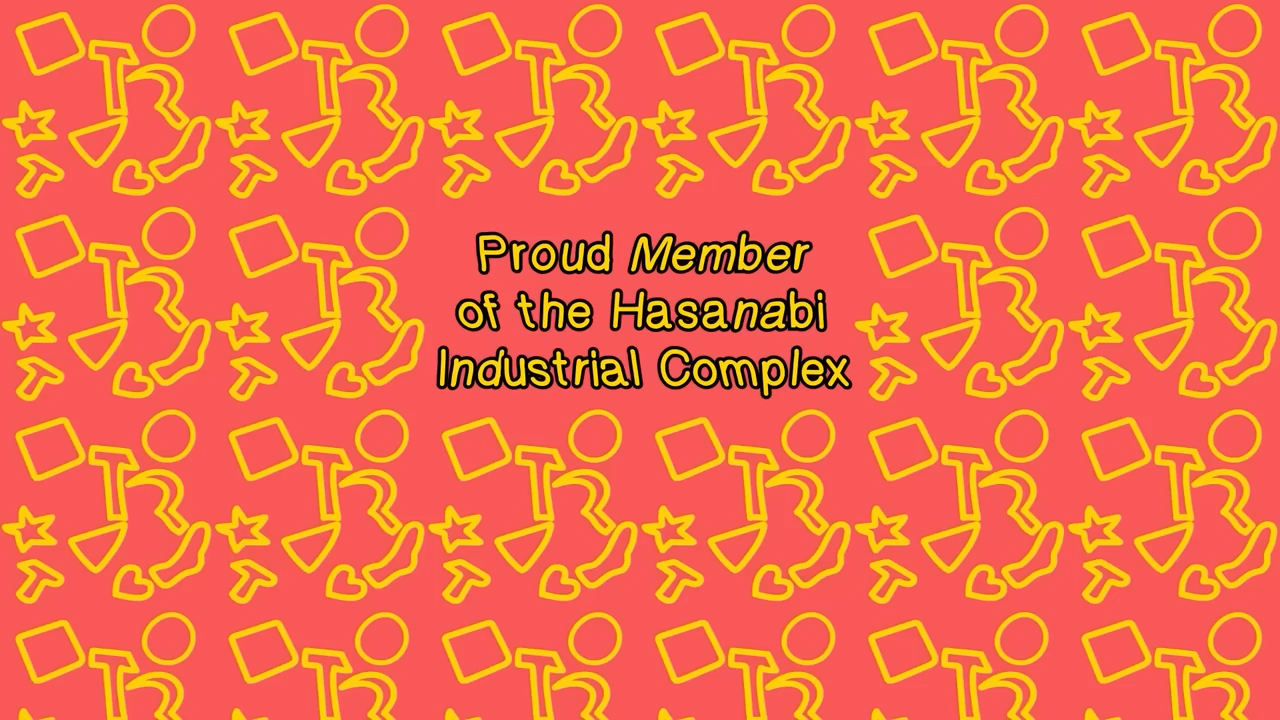 Proud Member
of the Hasanabi
Industrial Complex